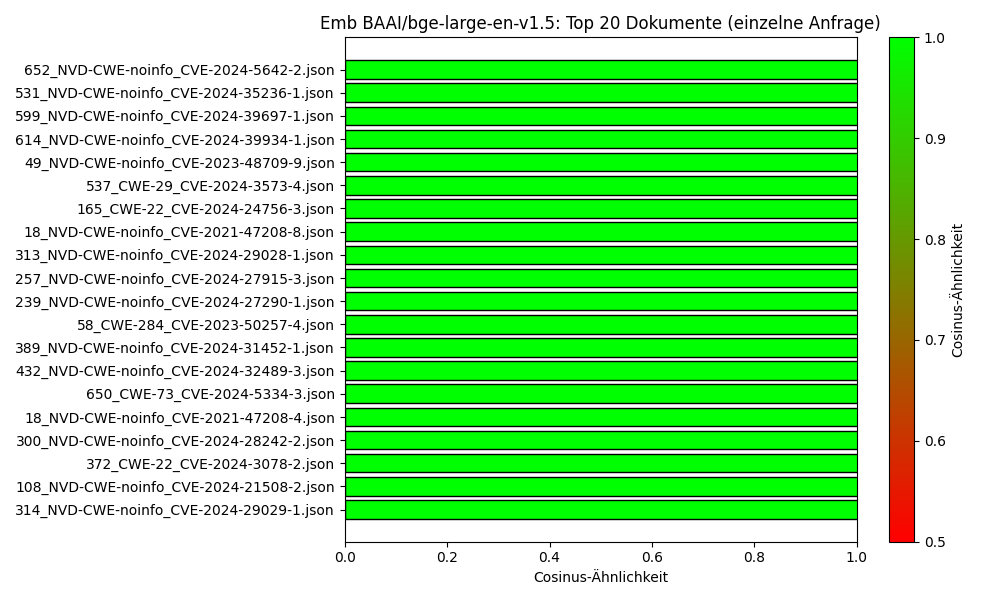 Emb BAAI/bge-large-en-v1.5: Top 20 Dokumente (einzelne Anfrage)
652_NVD-CWE-noinfo_CVE-2024-5642-2.json
531_NVD-CWE-noinfo_CVE-2024-35236-1.json
599_NVD-CWE-noinfo_CVE-2024-39697-1.json
614_NVD-CWE-noinfo_CVE-2024-39934-1.json
49_NVD-CWE-noinfo_CVE-2023-48709-9.json
537_CWE-29_CVE-2024-3573-4.json
165_CWE-22_CVE-2024-24756-3.json
18_NVD-CWE-noinfo_CVE-2021-47208-8.json
313_NVD-CWE-noinfo_CVE-2024-29028-1.json
257_NVD-CWE-noinfo_CVE-2024-27915-3.json
239_NVD-CWE-noinfo_CVE-2024-27290-1.json
58_CWE-284_CVE-2023-50257-4.json
389_NVD-CWE-noinfo_CVE-2024-31452-1.json
432_NVD-CWE-noinfo_CVE-2024-32489-3.json
650_CWE-73_CVE-2024-5334-3.json
18_NVD-CWE-noinfo_CVE-2021-47208-4.json
300_NVD-CWE-noinfo_CVE-2024-28242-2.json
372_CWE-22_CVE-2024-3078-2.json
108_NVD-CWE-noinfo_CVE-2024-21508-2.json
314_NVD-CWE-noinfo_CVE-2024-29029-1.json
0.0 0.2 0.4 0.6 0.8 1.0
Cosinus-Ähnlichkeit
1.0
0.9
0.8
0.7
0.6
0.5
Cosinus-Ähnlichkeit